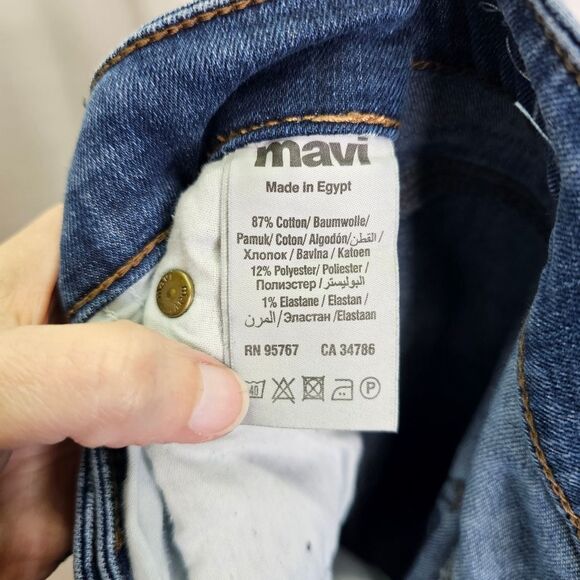 mavi
Made in Egypt
87% Cotton/ Baumwolle/
Pamuk/ Coton/ Algodón/القطن/
Хлопок / Bavlna / Katoen
12% Polyester/ Poliester /
Полиэстер /البوليستر/
1% Elastane / Elastan /
المرن/ /Эластан /Elastaan
RN 95767 CA 34786
40 P